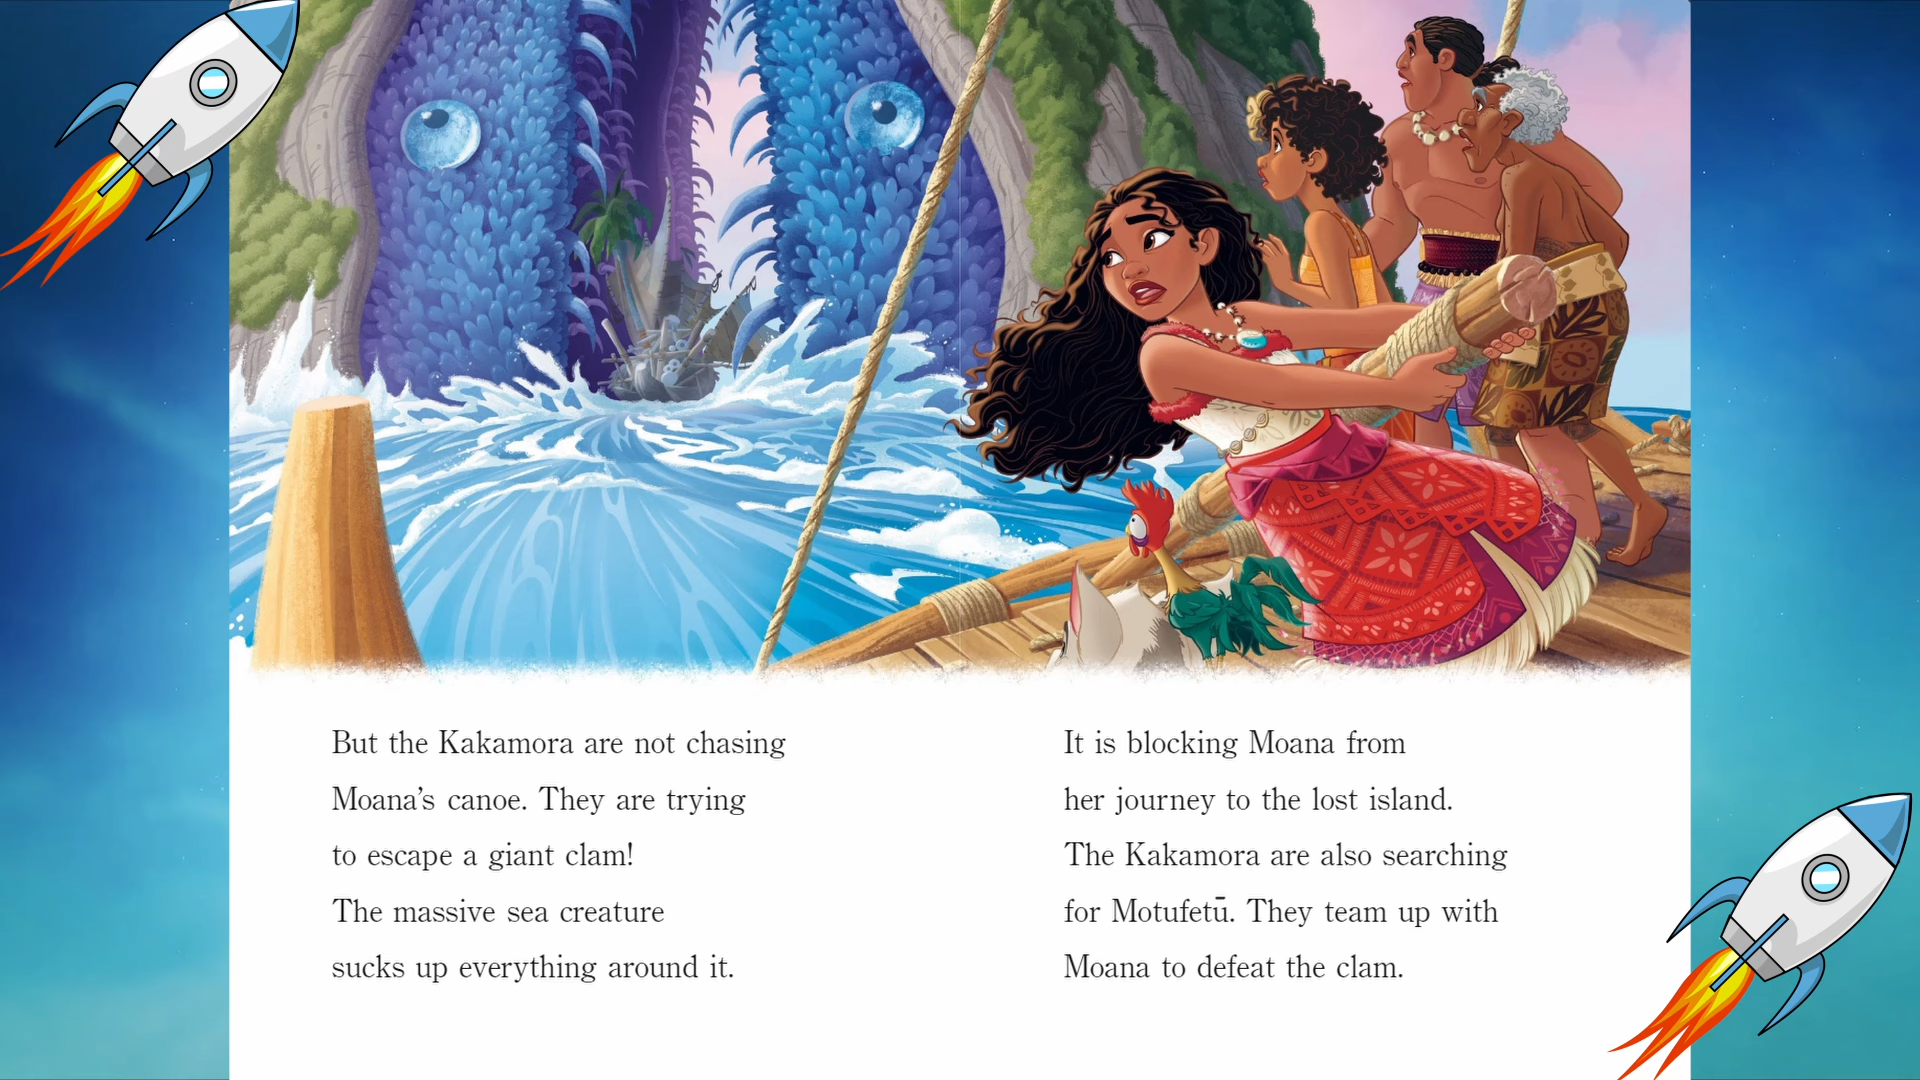 But the Kakamora are not chasing
Moana’s canoe. They are trying
to escape a giant clam!
The massive sea creature
sucks up everything around it.
It is blocking Moana from
her journey to the lost island.
The Kakamora are also searching
for Motufetū. They team up with
Moana to defeat the clam.